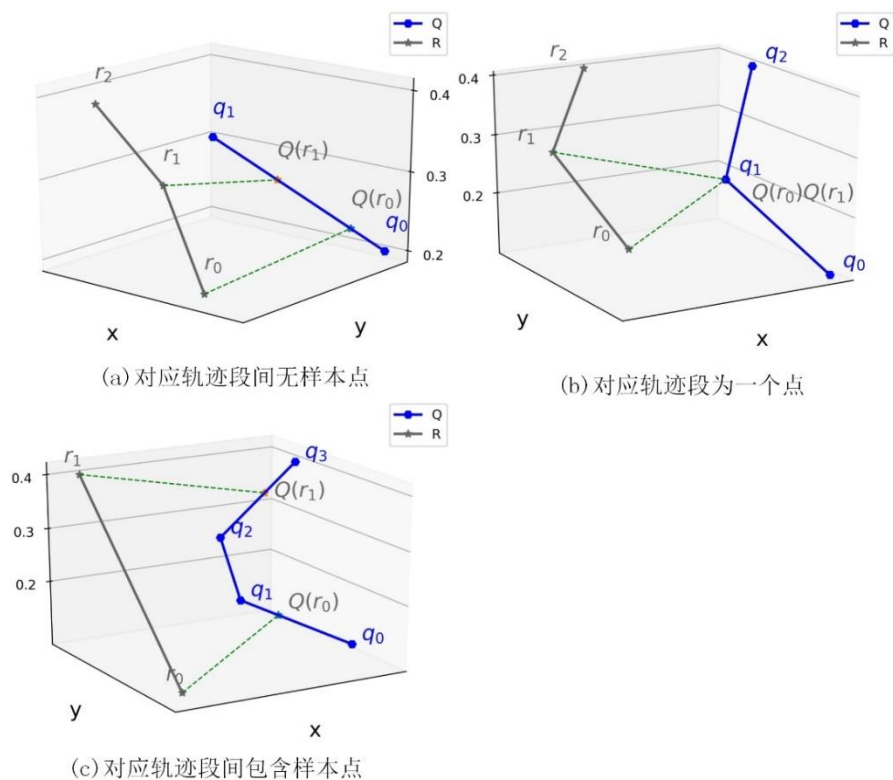 Q
R
r₂
q₁
r₁
Q(r₁)
Q(r₀)
q₀
r₀
0.4
0.3
0.2
x
y
(a)对应轨迹段间无样本点
Q
R
r₂
q₂
0.4
0.3
0.2
r₁
q₁
Q(r₀)Q(r₁)
r₀
q₀
y
x
(b)对应轨迹段为一个点
Q
R
r₁
q₃
0.4
0.3
0.2
Q(r₁)
q₂
q₁
Q(r₀)
q₀
r₀
y
x
(c)对应轨迹段间包含样本点